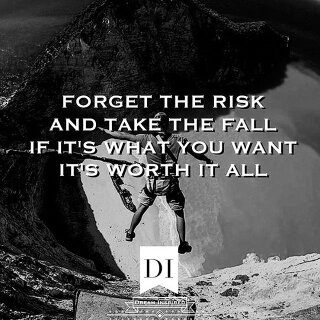 FORGET THE RISK
AND TAKE THE FALL
IF IT'S WHAT YOU WANT
IT'S WORTH IT ALL
DI